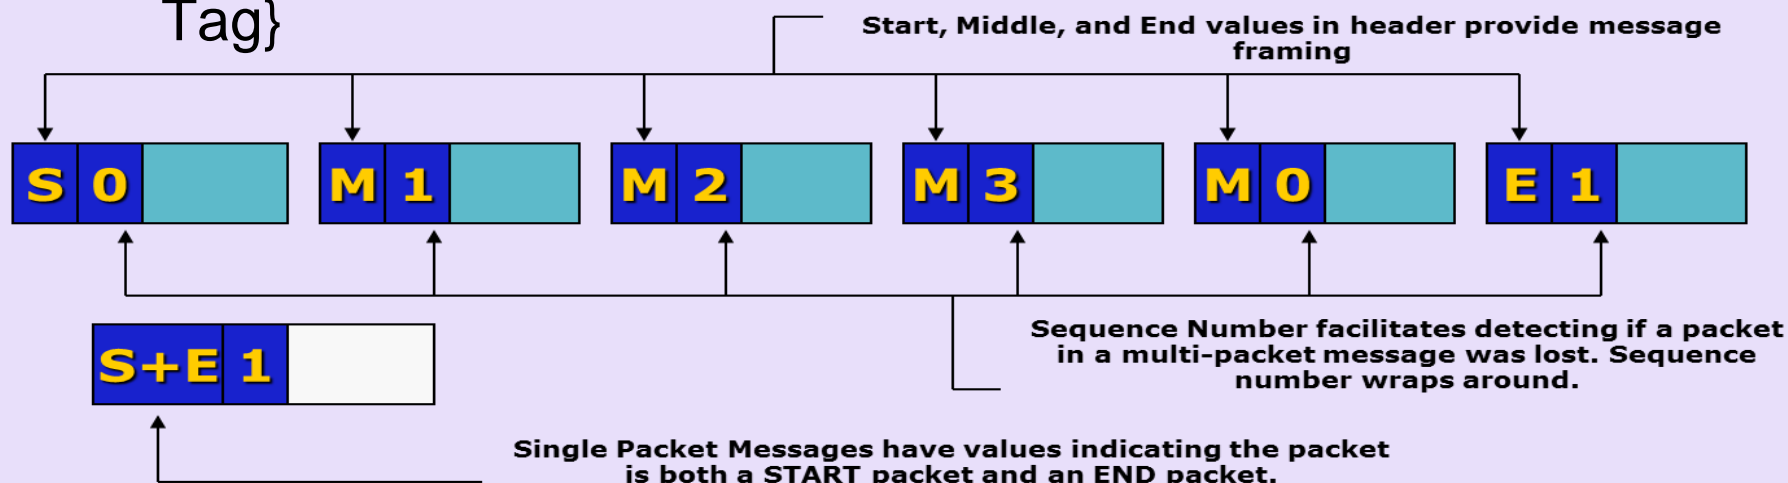 Tag}
Start, Middle, and End values in header provide message
framing
S 0
M 1
M 2
M 3
M 0
E 1
S+E 1
Sequence Number facilitates detecting if a packet
in a multi-packet message was lost. Sequence
number wraps around.
Single Packet Messages have values indicating the packet
is both a START packet and an END packet.